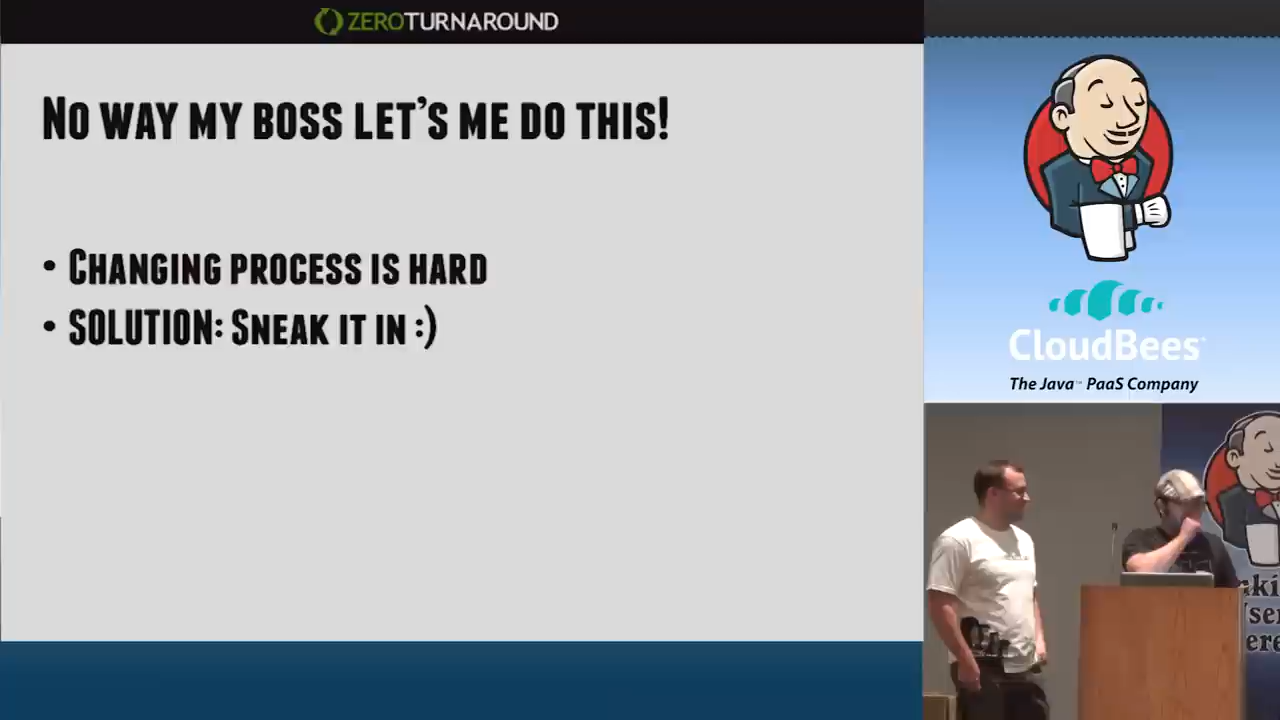 ZEROTURNAROUND
No way my boss let's me do this!
• Changing process is hard
• SOLUTION: Sneak it in :)
CloudBees
The Java™ PaaS Company